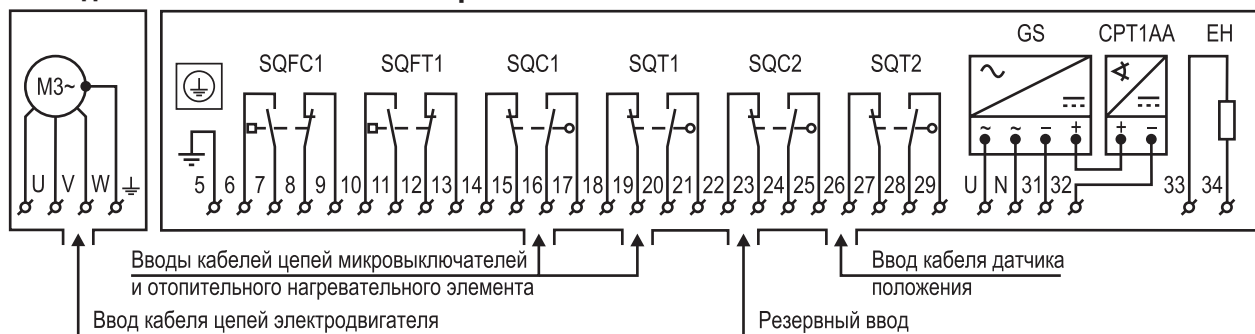 GS CPT1AA EH
SQFC1 SQFT1 SQC1 SQT1 SQC2 SQT2
M3~
~ ~ − + + −
U V W 5 6 7 8 9 10 11 12 13 14 15 16 17 18 19 20 21 22 23 24 25 26 27 28 29 U N 31 32 33 34
Вводы кабелей цепей микровыключателей
и отопительного нагревательного элемента
Ввод кабеля датчика
положения
Ввод кабеля цепей электродвигателя
Резервный ввод